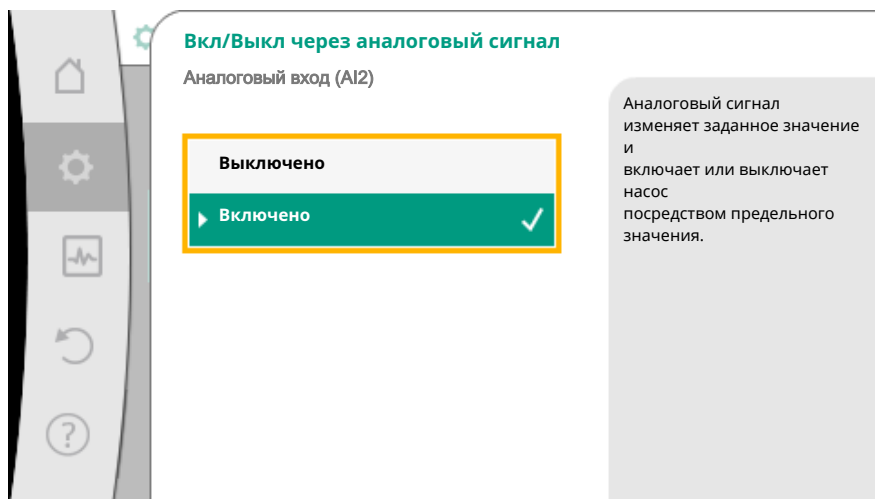 Вкл/Выкл через аналоговый сигнал
Аналоговый вход (AI2)
Выключено
Включено
Аналоговый сигнал
изменяет заданное значение
и
включает или выключает
насос
посредством предельного
значения.
?